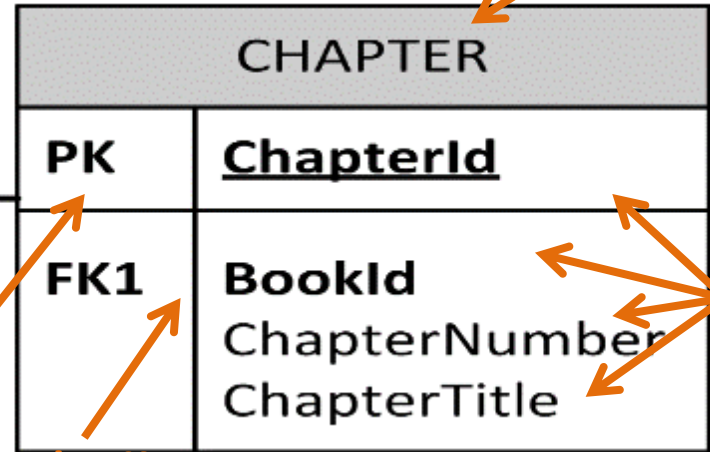 CHAPTER
PK ChapterId
FK1 BookId
ChapterNumber
ChapterTitle